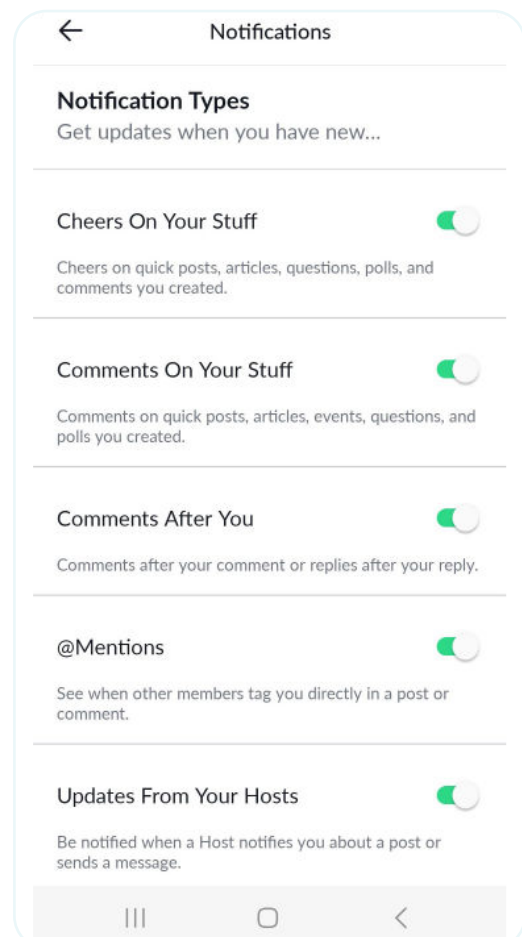 Notifications
Notification Types
Get updates when you have new...
Cheers On Your Stuff
Cheers on quick posts, articles, questions, polls, and
comments you created.
Comments On Your Stuff
Comments on quick posts, articles, events, questions, and
polls you created.
Comments After You
Comments after your comment or replies after your reply.
@Mentions
See when other members tag you directly in a post or
comment.
Updates From Your Hosts
Be notified when a Host notifies you about a post or
sends a message.